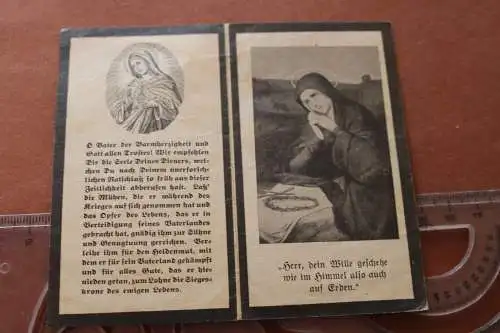 O Vater der Barmherzigkeit und
Gott allen Trostes! Wir empfehlen
Dir die Seele Deines Dieners, wel-
chen Du nach Deinem unerforsch-
lichen Ratschluß so früh aus dieser
Zeitlichkeit abberufen hast. Laß'
die Mühen, die er während des
Krieges auf sich genommen hat und
das Opfer des Lebens, das er in
Verteidigung seines Vaterlandes
gebracht hat, gnädig ihm zur Sühne
und Genugtuung gereichen. Ver-
leihe ihm für den Heldenmut, mit
dem er für sein Vaterland gekämpft
und für alles Gute, das er hie-
nieden getan, zum Lohne die Sieges-
krone des ewigen Lebens.
„Herr, dein Wille geschehe
wie im Himmel also auch
auf Erden."